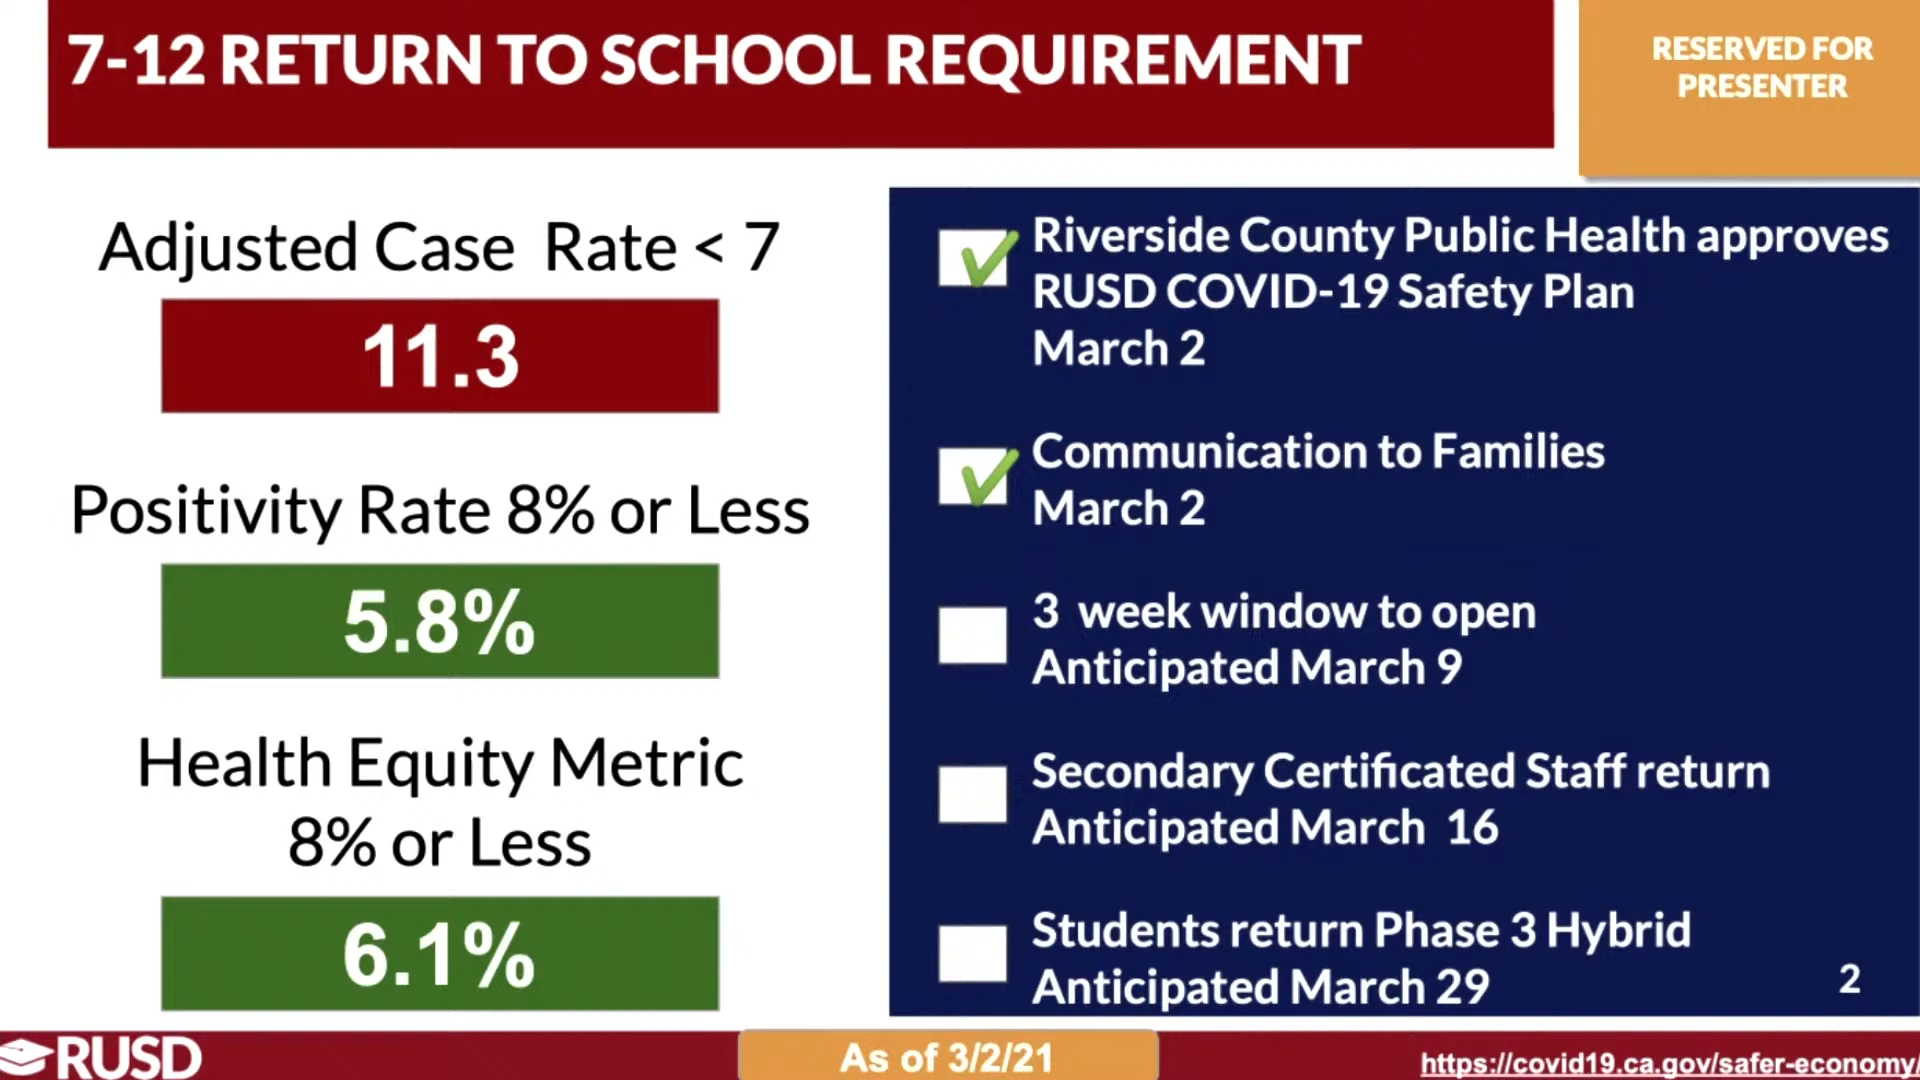 7-12 RETURN TO SCHOOL REQUIREMENT
RESERVED FOR
PRESENTER
Adjusted Case Rate < 7
11.3
Positivity Rate 8% or Less
5.8%
Health Equity Metric
8% or Less
6.1%
Riverside County Public Health approves
RUSD COVID-19 Safety Plan
March 2
Communication to Families
March 2
3 week window to open
Anticipated March 9
Secondary Certificated Staff return
Anticipated March 16
Students return Phase 3 Hybrid
Anticipated March 29
2
RUSD
As of 3/2/21
https://covid19.ca.gov/safer-economy/